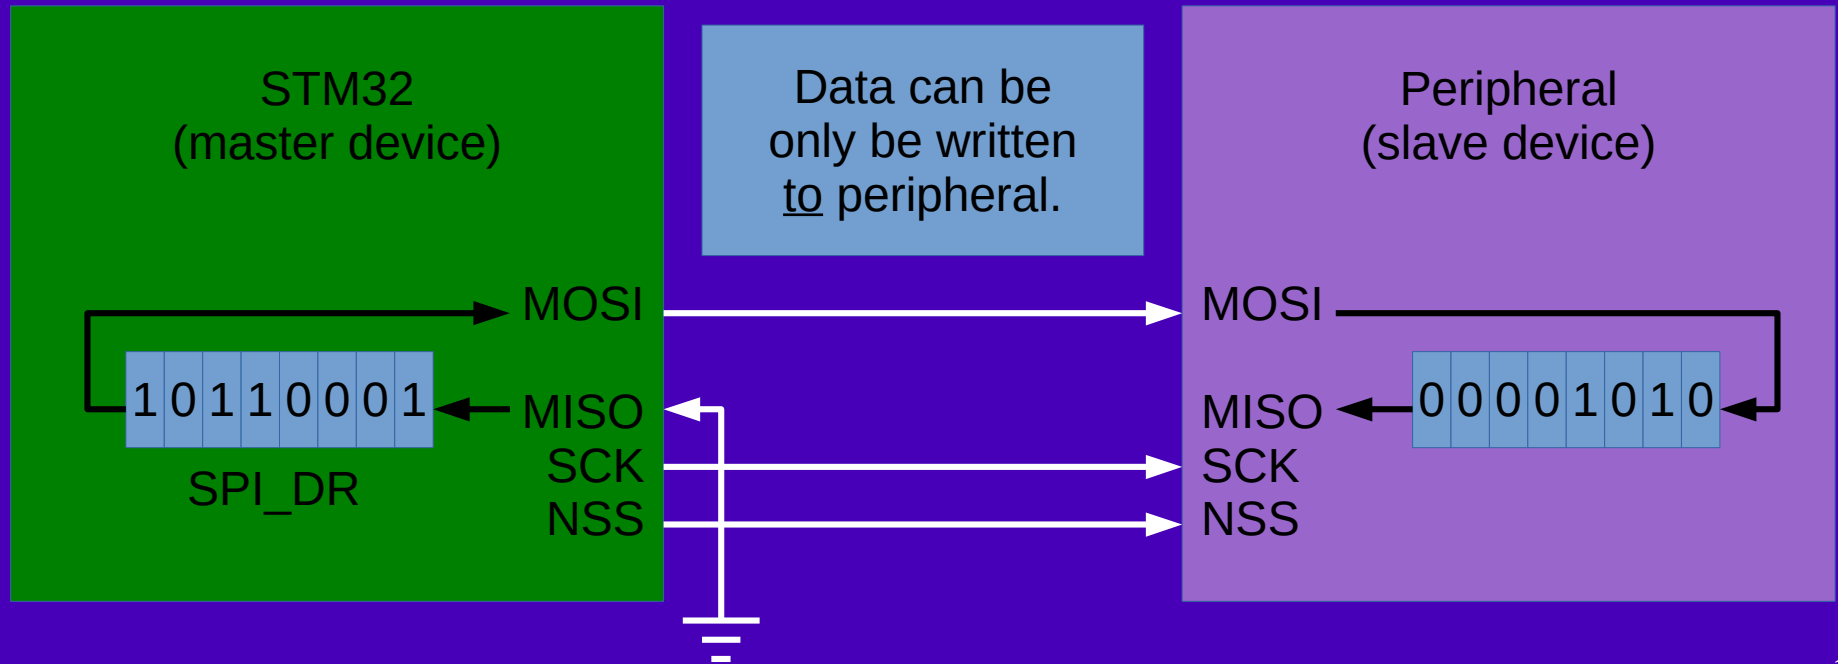 STM32
(master device)
Data can be
only be written
to peripheral.
Peripheral
(slave device)
MOSI
MOSI
1 0 1 1 0 0 0 1
MISO
MISO
0 0 0 0 1 0 1 0
SCK
SCK
SPI_DR
NSS
NSS